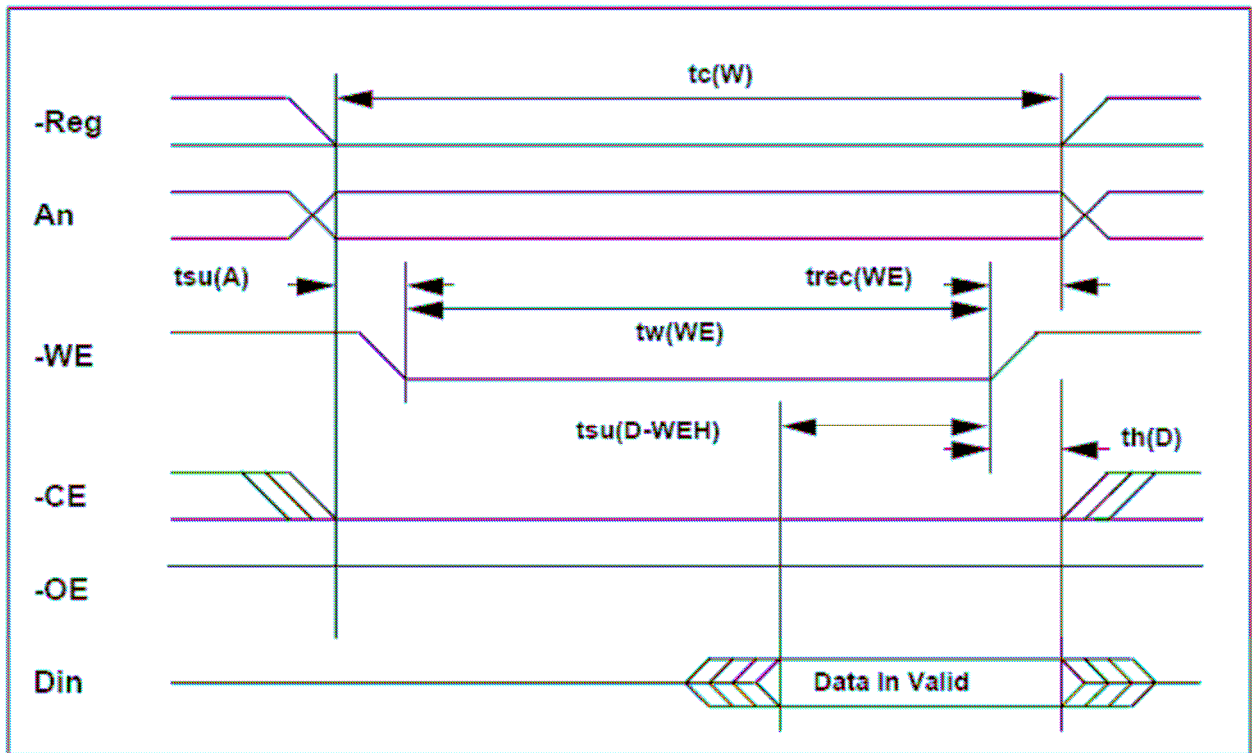 tc(W)
-Reg
An
tsu(A)
trec(WE)
tw(WE)
-WE
tsu(D-WEH)
th(D)
-CE
-OE
Din
Data In Valid